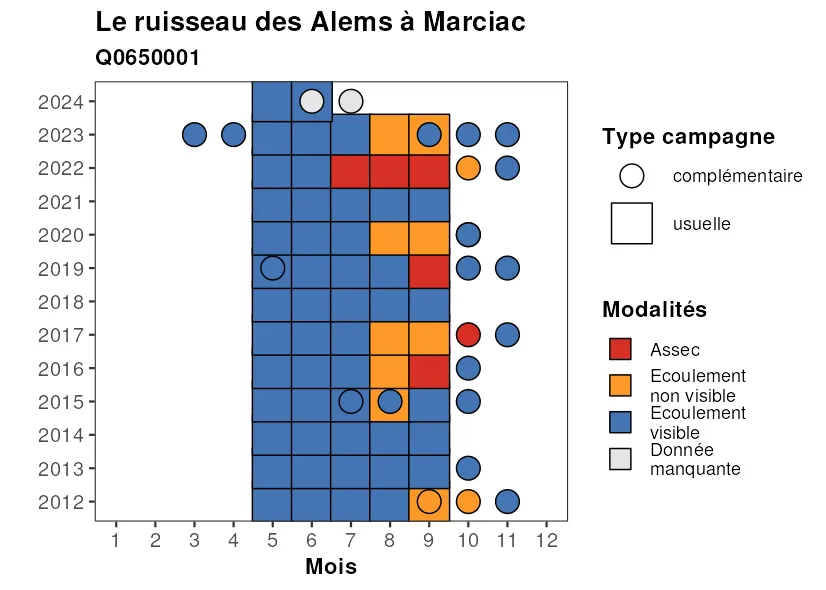 Le ruisseau des Alems à Marciac
Q0650001
2024
2023
2022
2021
2020
2019
2018
2017
2016
2015
2014
2013
2012
1 2 3 4 5 6 7 8 9 10 11 12
Mois
Type campagne
complémentaire
usuelle
Modalités
Assec
Ecoulement
non visible
Ecoulement
visible
Donnée
manquante